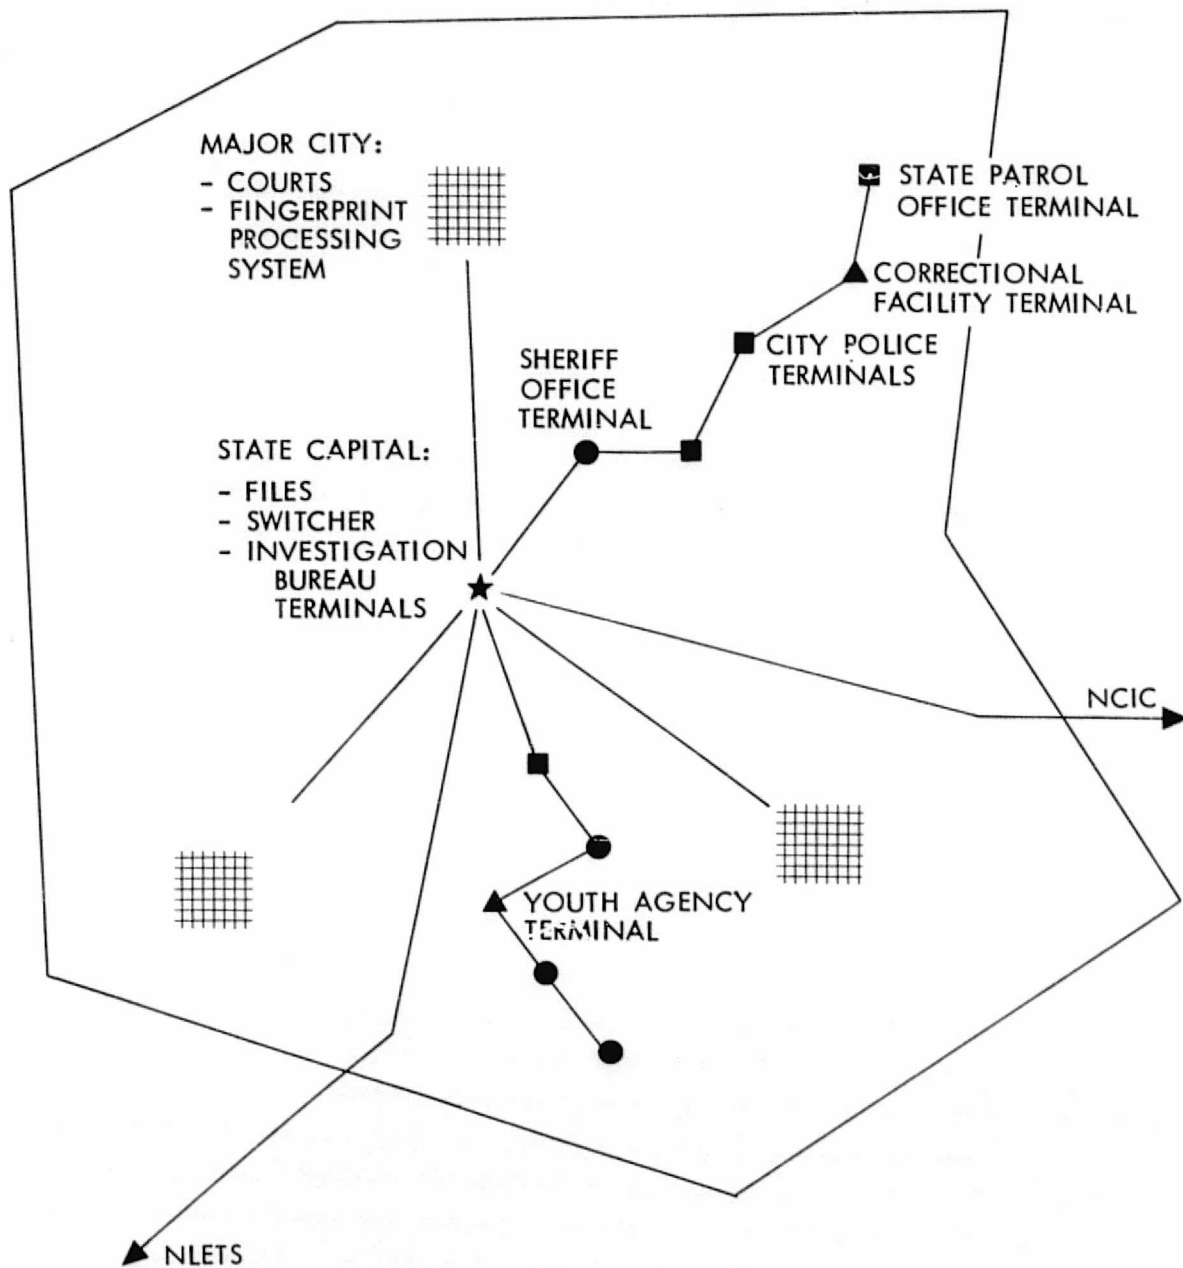 MAJOR CITY:
- COURTS
- FINGERPRINT
PROCESSING
SYSTEM
STATE PATROL
OFFICE TERMINAL
CORRECTIONAL
FACILITY TERMINAL
CITY POLICE
TERMINALS
SHERIFF
OFFICE
TERMINAL
STATE CAPITAL:
- FILES
- SWITCHER
- INVESTIGATION
BUREAU
TERMINALS
NCIC
YOUTH AGENCY
TERMINAL
NLETS